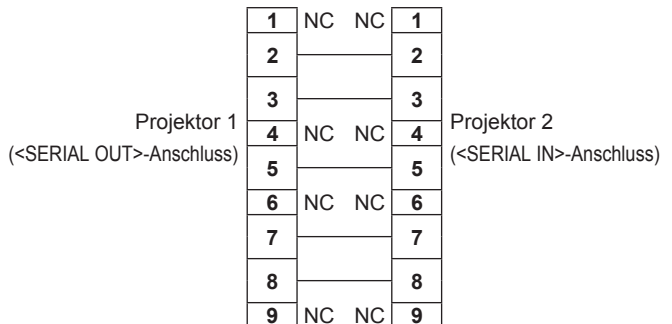 1 NC NC 1
2 2
3 3
Projektor 1
(<SERIAL OUT>-Anschluss)
4 NC NC 4
Projektor 2
(<SERIAL IN>-Anschluss)
5 5
6 NC NC 6
7 7
8 8
9 NC NC 9